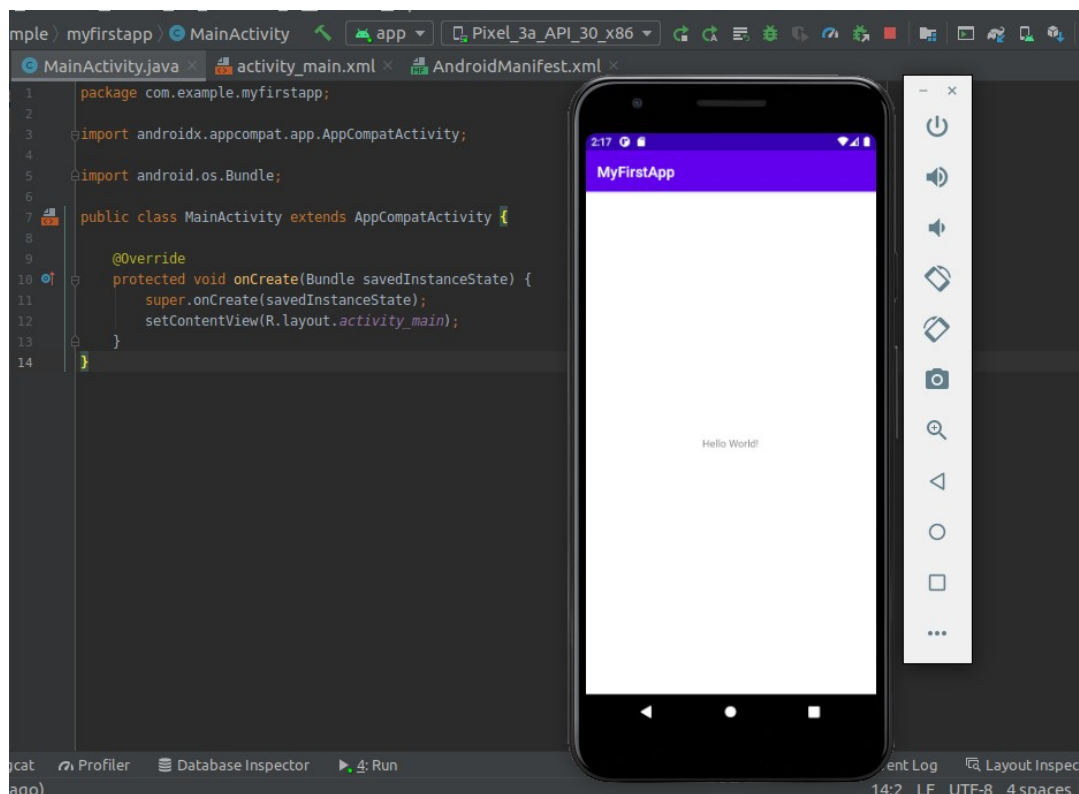 mple 〉 myfirstapp 〉 MainActivity app Pixel_3a_API_30_x86
MainActivity.java activity_main.xml AndroidManifest.xml
1 package com.example.myfirstapp;
2
3 import androidx.appcompat.app.AppCompatActivity;
4
5 import android.os.Bundle;
6
7 public class MainActivity extends AppCompatActivity {
8
9 @Override
10 protected void onCreate(Bundle savedInstanceState) {
11 super.onCreate(savedInstanceState);
12 setContentView(R.layout.activity_main);
13 }
14 }
2:17
MyFirstApp
Hello World!
gcat Profiler Database Inspector 4: Run ent Log Layout Inspec
ago) 14:2 LF UTF-8 4 spaces